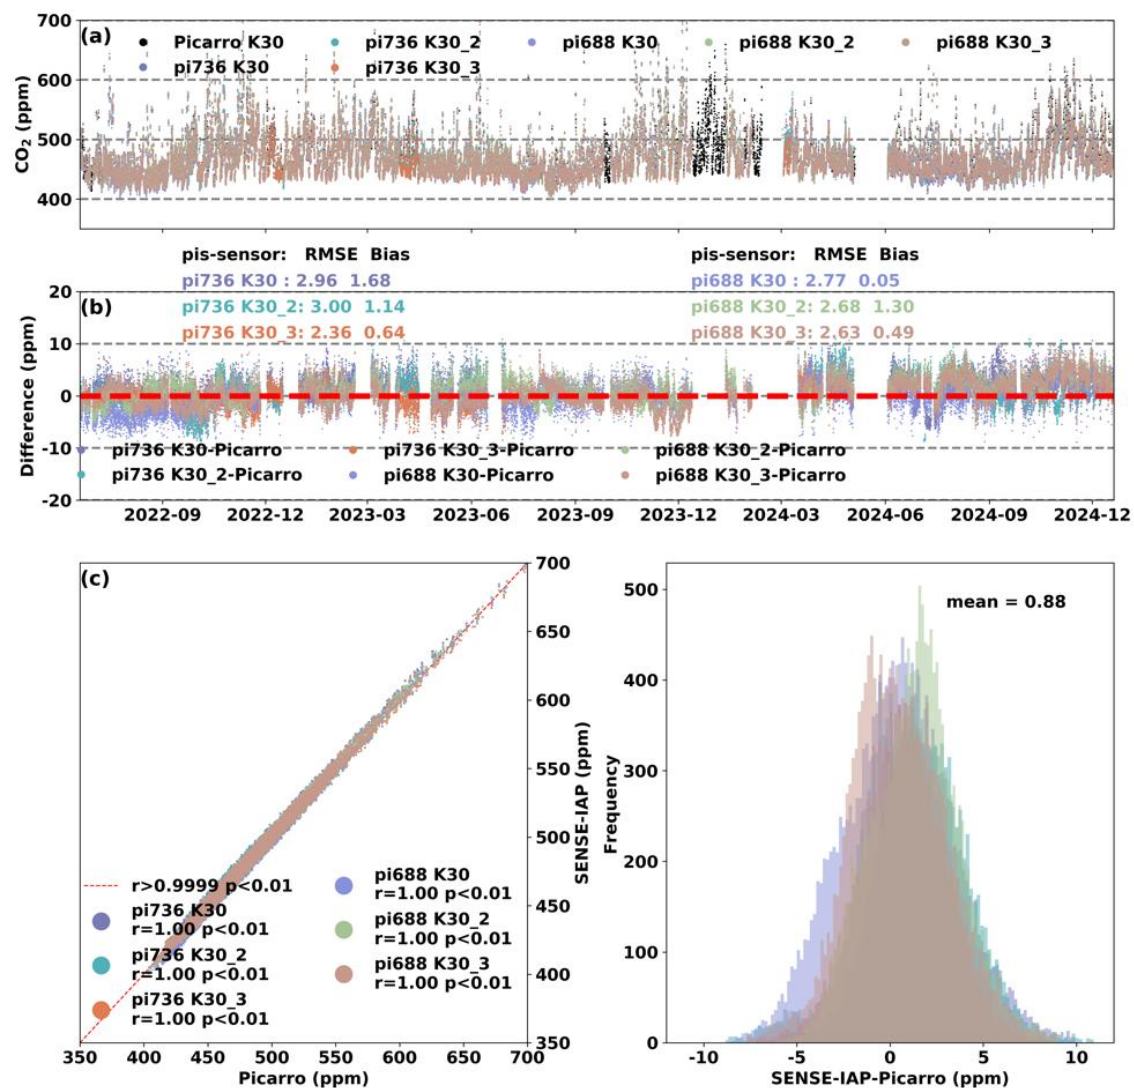 700
600
500
400
CO₂ (ppm)
(a)
Picarro K30
pi736 K30_2
pi688 K30
pi688 K30_2
pi688 K30_3
pi736 K30
pi736 K30_3
pis-sensor: RMSE Bias
pi736 K30 : 2.96 1.68
pi736 K30_2: 3.00 1.14
pi736 K30_3: 2.36 0.64
pis-sensor: RMSE Bias
pi688 K30 : 2.77 0.05
pi688 K30_2: 2.68 1.30
pi688 K30_3: 2.63 0.49
20
10
0
-10
-20
Difference (ppm)
(b)
pi736 K30-Picarro
pi736 K30_3-Picarro
pi688 K30_2-Picarro
pi736 K30_2-Picarro
pi688 K30-Picarro
pi688 K30_3-Picarro
2022-09 2022-12 2023-03 2023-06 2023-09 2023-12 2024-03 2024-06 2024-09 2024-12
(c)
r>0.9999 p<0.01
pi736 K30
r=1.00 p<0.01
pi736 K30_2
r=1.00 p<0.01
pi736 K30_3
r=1.00 p<0.01
pi688 K30
r=1.00 p<0.01
pi688 K30_2
r=1.00 p<0.01
pi688 K30_3
r=1.00 p<0.01
700
650
600
550
500
450
400
350
SENSE-IAP (ppm)
350 400 450 500 550 600 650 700
Picarro (ppm)
mean = 0.88
500
400
300
200
100
0
Frequency
-10 -5 0 5 10
SENSE-IAP-Picarro (ppm)